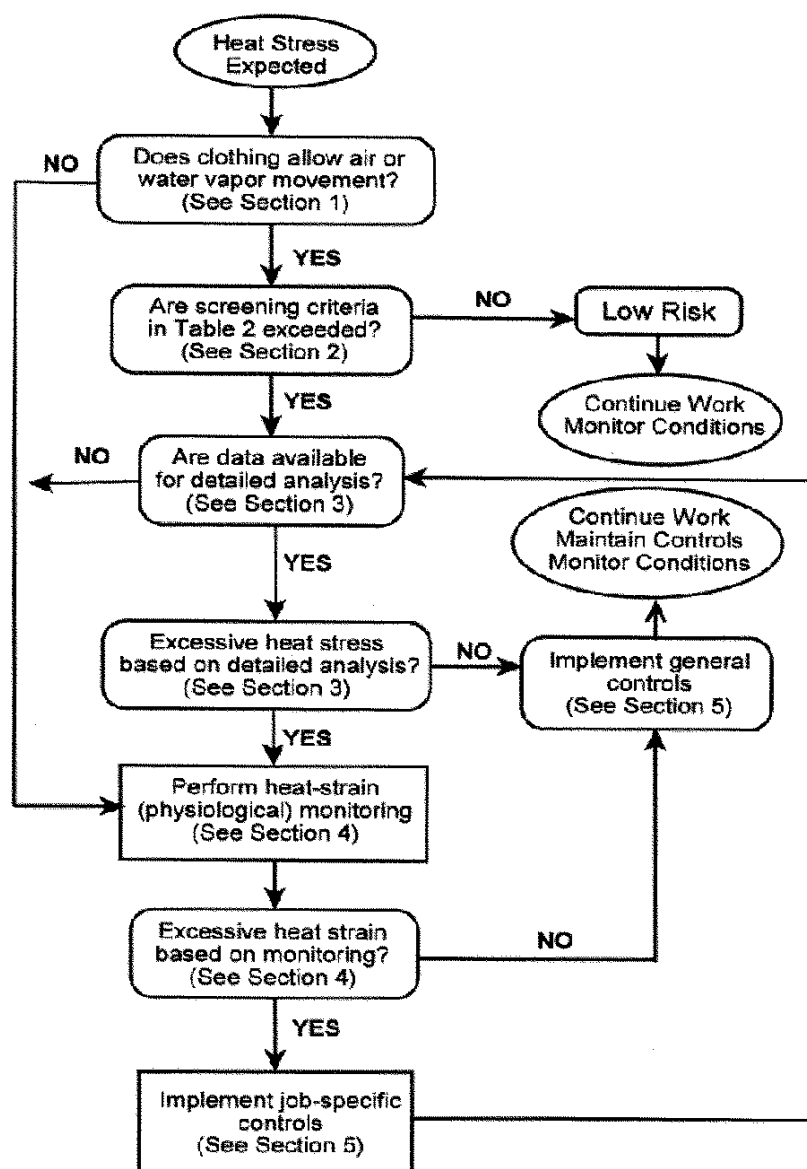 Heat Stress
Expected
NO
Does clothing allow air or
water vapor movement?
(See Section 1)
YES
Are screening criteria
in Table 2 exceeded?
(See Section 2)
NO
Low Risk
YES
Continue Work
Monitor Conditions
NO
Are data available
for detailed analysis?
(See Section 3)
Continue Work
Maintain Controls
Monitor Conditions
YES
Excessive heat stress
based on detailed analysis?
(See Section 3)
NO
Implement general
controls
(See Section 5)
YES
Perform heat-strain
(physiological) monitoring
(See Section 4)
Excessive heat strain
based on monitoring?
(See Section 4)
NO
YES
Implement job-specific
controls
(See Section 5)